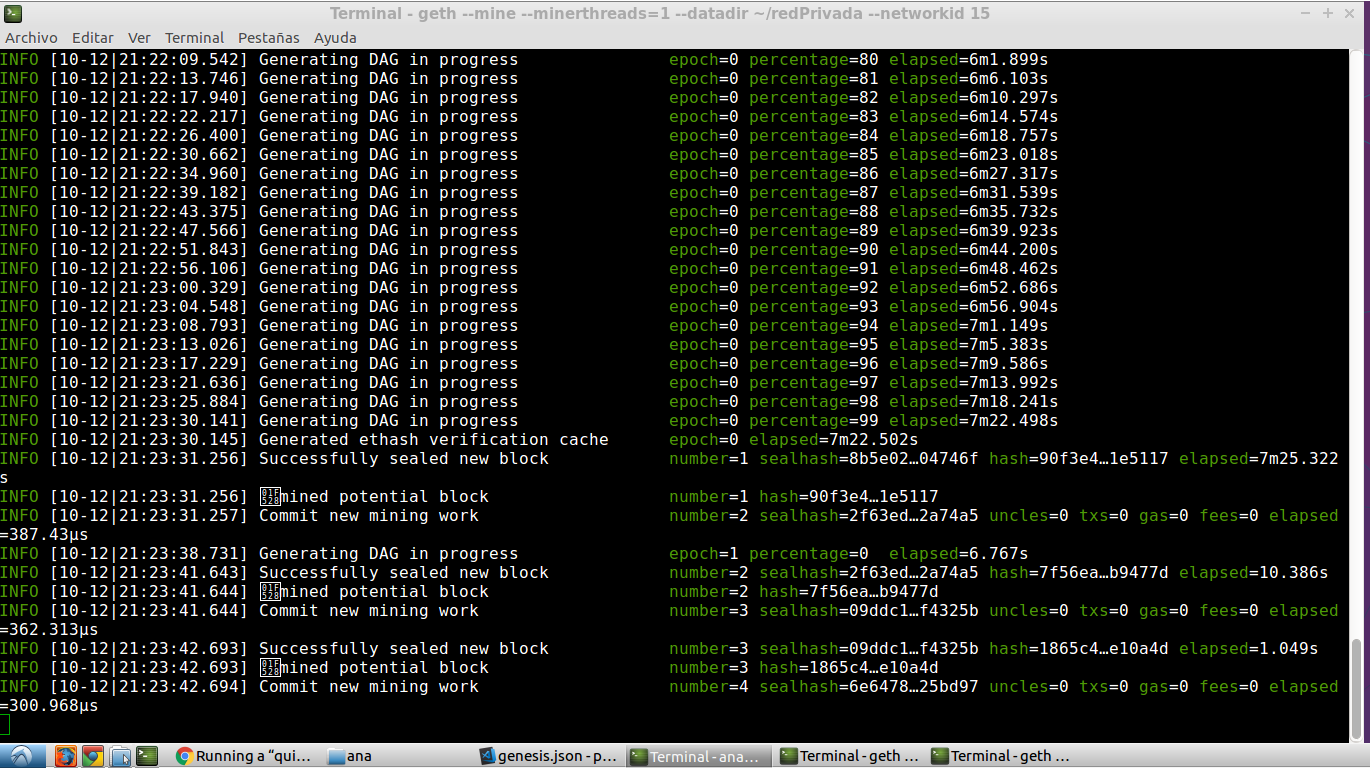 Terminal - geth --mine --minerthreads=1 --datadir ~/redPrivada --networkid 15
Archivo Editar Ver Terminal Pestañas Ayuda
INFO [10-12|21:22:09.542] Generating DAG in progress epoch=0 percentage=80 elapsed=6m1.899s
INFO [10-12|21:22:13.746] Generating DAG in progress epoch=0 percentage=81 elapsed=6m6.103s
INFO [10-12|21:22:17.940] Generating DAG in progress epoch=0 percentage=82 elapsed=6m10.297s
INFO [10-12|21:22:22.217] Generating DAG in progress epoch=0 percentage=83 elapsed=6m14.574s
INFO [10-12|21:22:26.400] Generating DAG in progress epoch=0 percentage=84 elapsed=6m18.757s
INFO [10-12|21:22:30.662] Generating DAG in progress epoch=0 percentage=85 elapsed=6m23.018s
INFO [10-12|21:22:34.960] Generating DAG in progress epoch=0 percentage=86 elapsed=6m27.317s
INFO [10-12|21:22:39.182] Generating DAG in progress epoch=0 percentage=87 elapsed=6m31.539s
INFO [10-12|21:22:43.375] Generating DAG in progress epoch=0 percentage=88 elapsed=6m35.732s
INFO [10-12|21:22:47.566] Generating DAG in progress epoch=0 percentage=89 elapsed=6m39.923s
INFO [10-12|21:22:51.843] Generating DAG in progress epoch=0 percentage=90 elapsed=6m44.200s
INFO [10-12|21:22:56.106] Generating DAG in progress epoch=0 percentage=91 elapsed=6m48.462s
INFO [10-12|21:23:00.329] Generating DAG in progress epoch=0 percentage=92 elapsed=6m52.686s
INFO [10-12|21:23:04.548] Generating DAG in progress epoch=0 percentage=93 elapsed=6m56.904s
INFO [10-12|21:23:08.793] Generating DAG in progress epoch=0 percentage=94 elapsed=7m1.149s
INFO [10-12|21:23:13.026] Generating DAG in progress epoch=0 percentage=95 elapsed=7m5.383s
INFO [10-12|21:23:17.229] Generating DAG in progress epoch=0 percentage=96 elapsed=7m9.586s
INFO [10-12|21:23:21.636] Generating DAG in progress epoch=0 percentage=97 elapsed=7m13.992s
INFO [10-12|21:23:25.884] Generating DAG in progress epoch=0 percentage=98 elapsed=7m18.241s
INFO [10-12|21:23:30.141] Generating DAG in progress epoch=0 percentage=99 elapsed=7m22.498s
INFO [10-12|21:23:30.145] Generated ethash verification cache epoch=0 elapsed=7m22.502s
INFO [10-12|21:23:31.256] Successfully sealed new block number=1 sealhash=8b5e02…04746f hash=90f3e4…1e5117 elapsed=7m25.322
s
INFO [10-12|21:23:31.256] 🔨mined potential block number=1 hash=90f3e4…1e5117
INFO [10-12|21:23:31.257] Commit new mining work number=2 sealhash=2f63ed…2a74a5 uncles=0 txs=0 gas=0 fees=0 elapsed
=387.43µs
INFO [10-12|21:23:38.731] Generating DAG in progress epoch=1 percentage=0 elapsed=6.767s
INFO [10-12|21:23:41.643] Successfully sealed new block number=2 sealhash=2f63ed…2a74a5 hash=7f56ea…b9477d elapsed=10.386s
INFO [10-12|21:23:41.644] 🔨mined potential block number=2 hash=7f56ea…b9477d
INFO [10-12|21:23:41.644] Commit new mining work number=3 sealhash=09ddc1…f4325b uncles=0 txs=0 gas=0 fees=0 elapsed
=362.313µs
INFO [10-12|21:23:42.693] Successfully sealed new block number=3 sealhash=09ddc1…f4325b hash=1865c4…e10a4d elapsed=1.049s
INFO [10-12|21:23:42.693] 🔨mined potential block number=3 hash=1865c4…e10a4d
INFO [10-12|21:23:42.694] Commit new mining work number=4 sealhash=6e6478…25bd97 uncles=0 txs=0 gas=0 fees=0 elapsed
=300.968µs
Running a “qui… ana genesis.json - p… Terminal - ana… Terminal - geth … Terminal - geth …